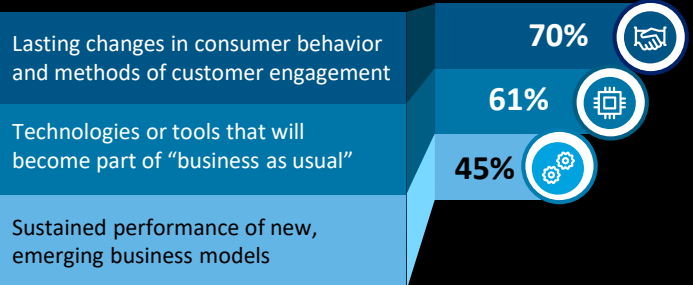 Lasting changes in consumer behavior
and methods of customer engagement
70%
Technologies or tools that will
become part of “business as usual”
61%
Sustained performance of new,
emerging business models
45%